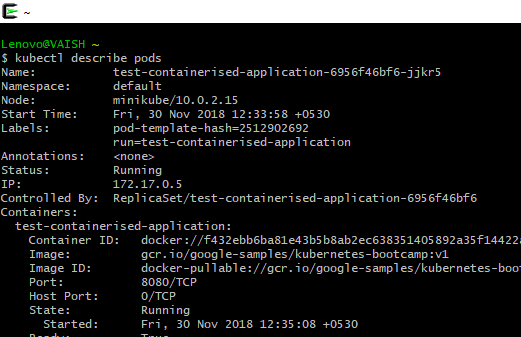 ~
Lenovo@VAISH ~
$ kubectl describe pods
Name: test-containerised-application-6956f46bf6-jjkr5
Namespace: default
Node: minikube/10.0.2.15
Start Time: Fri, 30 Nov 2018 12:33:58 +0530
Labels: pod-template-hash=2512902692
run=test-containerised-application
Annotations: <none>
Status: Running
IP: 172.17.0.5
Controlled By: ReplicaSet/test-containerised-application-6956f46bf6
Containers:
test-containerised-application:
Container ID: docker://f432ebb6ba81e43b5b8ab2ec638351405892a35f14422
Image: gcr.io/google-samples/kubernetes-bootcamp:v1
Image ID: docker-pullable://gcr.io/google-samples/kubernetes-boot
Port: 8080/TCP
Host Port: 0/TCP
State: Running
Started: Fri, 30 Nov 2018 12:35:08 +0530
Ready: True